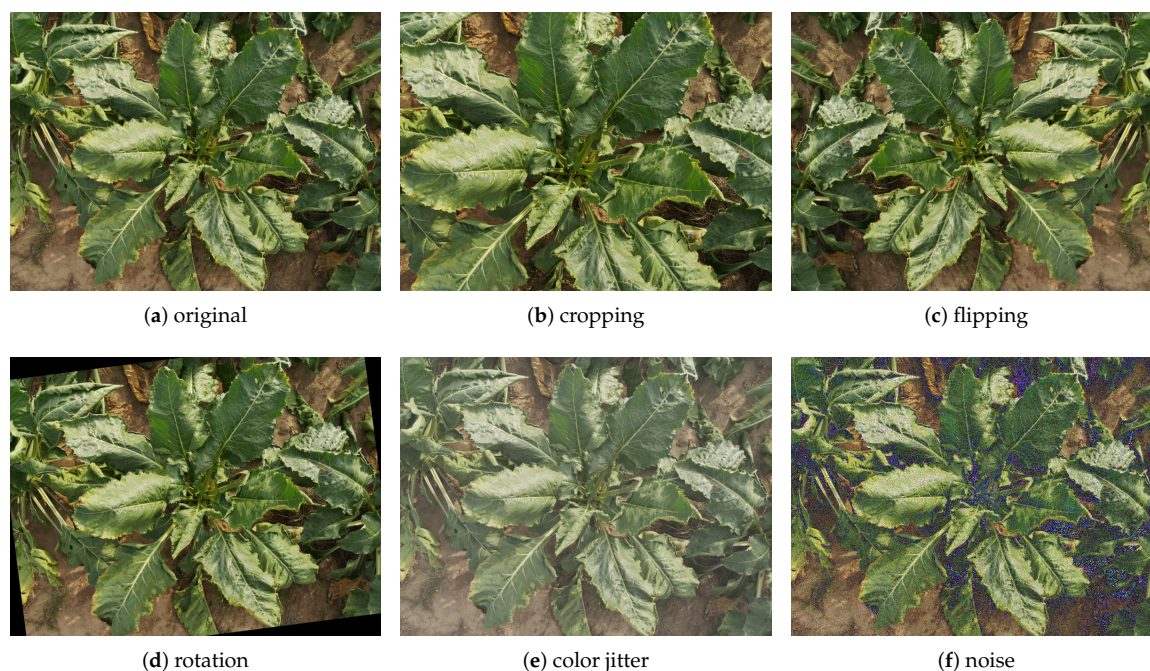 (a) original
(b) cropping
(c) flipping
(d) rotation
(e) color jitter
(f) noise